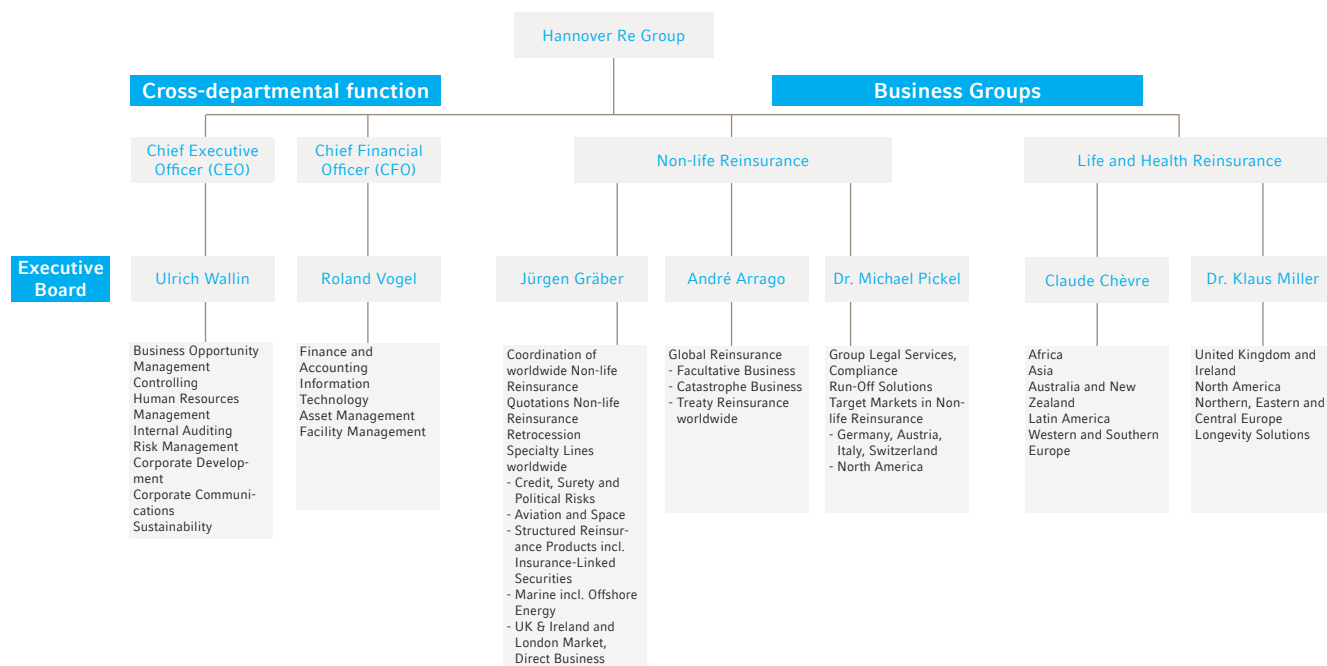 Hannover Re Group
Cross-departmental function
Business Groups
Chief Executive
Officer (CEO)
Chief Financial
Officer (CFO)
Non-life Reinsurance
Life and Health Reinsurance
Executive
Board
Ulrich Wallin
Roland Vogel
Jürgen Gräber
André Arrago
Dr. Michael Pickel
Claude Chèvre
Dr. Klaus Miller
Business Opportunity
Management
Controlling
Human Resources
Management
Internal Auditing
Risk Management
Corporate Develop-
ment
Corporate Communi-
cations
Sustainability
Finance and
Accounting
Information
Technology
Asset Management
Facility Management
Coordination of
worldwide Non-life
Reinsurance
Quotations Non-life
Reinsurance
Retrocession
Specialty Lines
worldwide
- Credit, Surety and
Political Risks
- Aviation and Space
- Structured Reinsur-
ance Products incl.
Insurance-Linked
Securities
- Marine incl. Offshore
Energy
- UK & Ireland and
London Market,
Direct Business
Global Reinsurance
- Facultative Business
- Catastrophe Business
- Treaty Reinsurance
worldwide
Group Legal Services,
Compliance
Run-Off Solutions
Target Markets in Non-
life Reinsurance
- Germany, Austria,
Italy, Switzerland
- North America
Africa
Asia
Australia and New
Zealand
Latin America
Western and Southern
Europe
United Kingdom and
Ireland
North America
Northern, Eastern and
Central Europe
Longevity Solutions